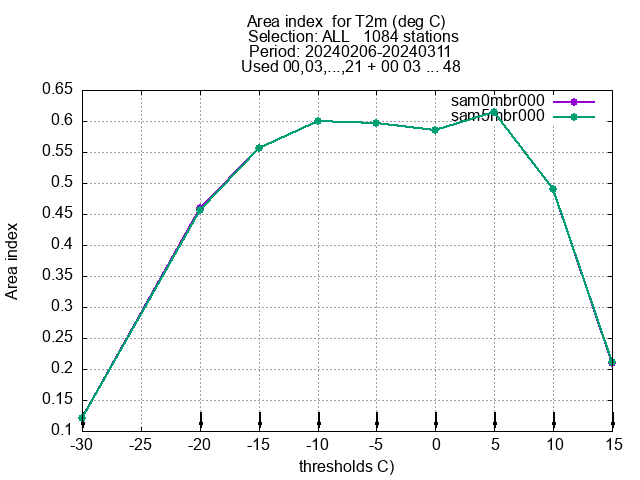 Area index  for T2m (deg C)
Selection: ALL   1084 stations
Period: 20240206-20240311
Used 00,03,...,21 + 00 03 ... 48
sam0mbr000
sam5mbr000
0.65
0.6
0.55
0.5
0.45
0.4
0.35
0.3
0.25
0.2
0.15
0.1
Area index
-30 -25 -20 -15 -10 -5 0 5 10 15
thresholds C)